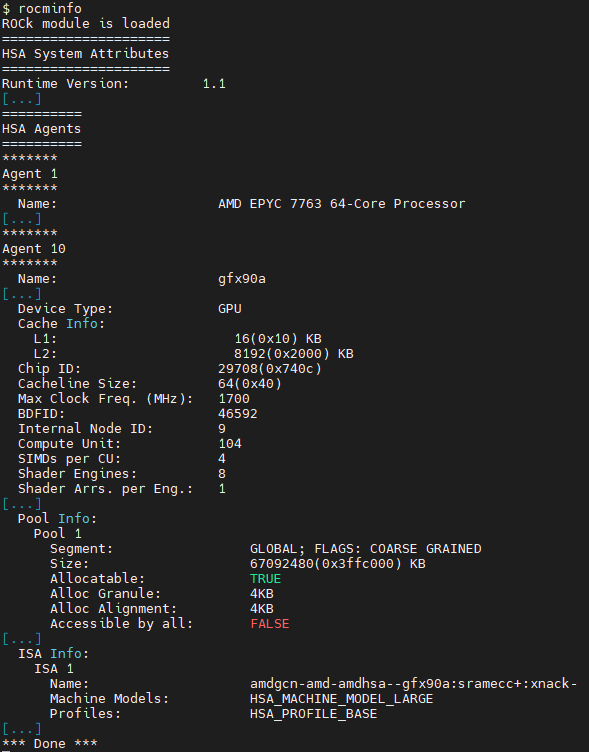 $ rocminfo
ROCk module is loaded
=====================
HSA System Attributes
=====================
Runtime Version:         1.1
[...]
==========
HSA Agents
==========
*******
Agent 1
*******
  Name:                    AMD EPYC 7763 64-Core Processor
[...]
*******
Agent 10
*******
  Name:                    gfx90a
[...]
  Device Type:             GPU
  Cache Info:
    L1:                      16(0x10) KB
    L2:                      8192(0x2000) KB
  Chip ID:                 29708(0x740c)
  Cacheline Size:          64(0x40)
  Max Clock Freq. (MHz):   1700
  BDFID:                   46592
  Internal Node ID:        9
  Compute Unit:            104
  SIMDs per CU:            4
  Shader Engines:          8
  Shader Arrs. per Eng.:   1
[...]
  Pool Info:
    Pool 1
      Segment:                 GLOBAL; FLAGS: COARSE GRAINED
      Size:                    67092480(0x3ffc000) KB
      Allocatable:             TRUE
      Alloc Granule:           4KB
      Alloc Alignment:         4KB
      Accessible by all:       FALSE
[...]
  ISA Info:
    ISA 1
      Name:                    amdgcn-amd-amdhsa--gfx90a:sramecc+:xnack-
      Machine Models:          HSA_MACHINE_MODEL_LARGE
      Profiles:                HSA_PROFILE_BASE
[...]
*** Done ***